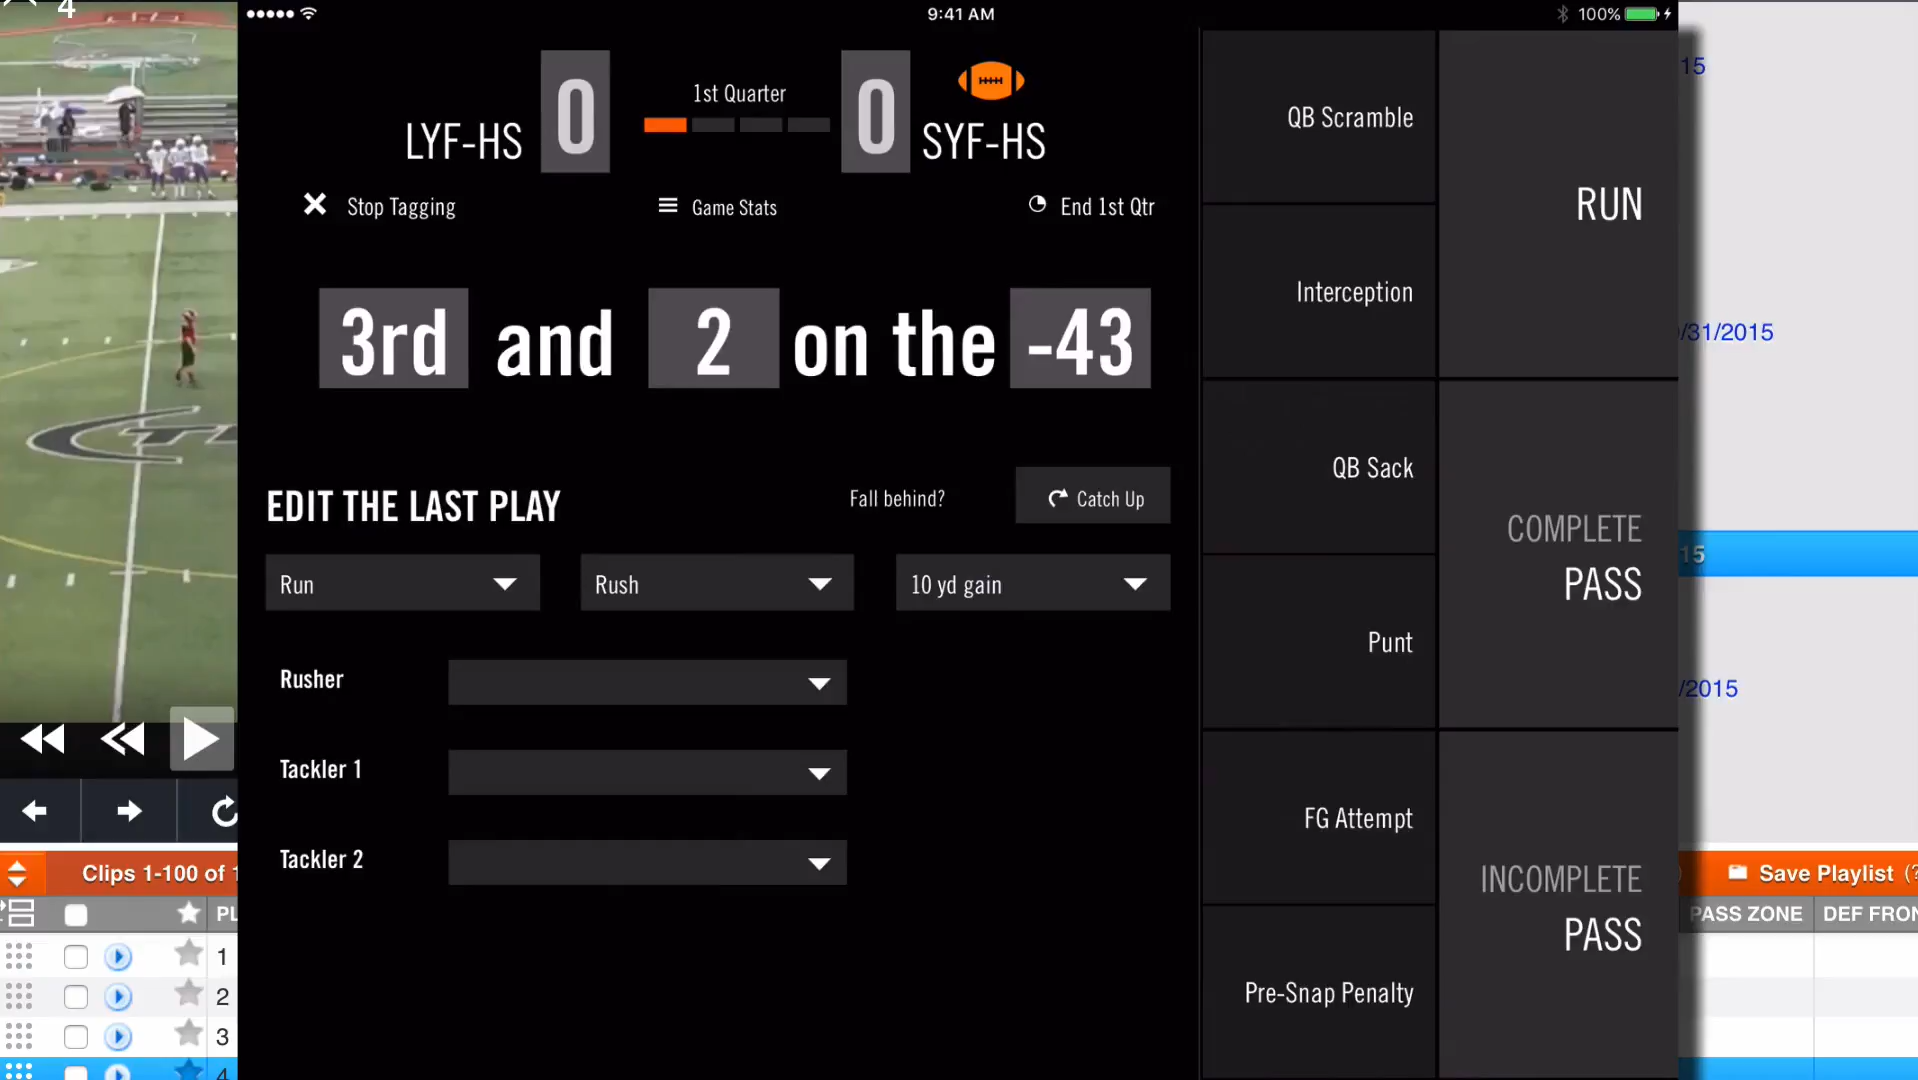 4
9:41 AM
100%
LYF-HS
0
1st Quarter
0
SYF-HS
Stop Tagging
Game Stats
End 1st Qtr
3rd and 2 on the -43
EDIT THE LAST PLAY
Fall behind?
Catch Up
Run
Rush
10 yd gain
Rusher
Tackler 1
Tackler 2
QB Scramble
Interception
QB Sack
Punt
FG Attempt
Pre-Snap Penalty
RUN
COMPLETE
PASS
INCOMPLETE
PASS
15
/31/2015
15
/2015
Clips 1-100 of 1
Save Playlist (?
PL
PASS ZONE
DEF FRON
1
2
3
4